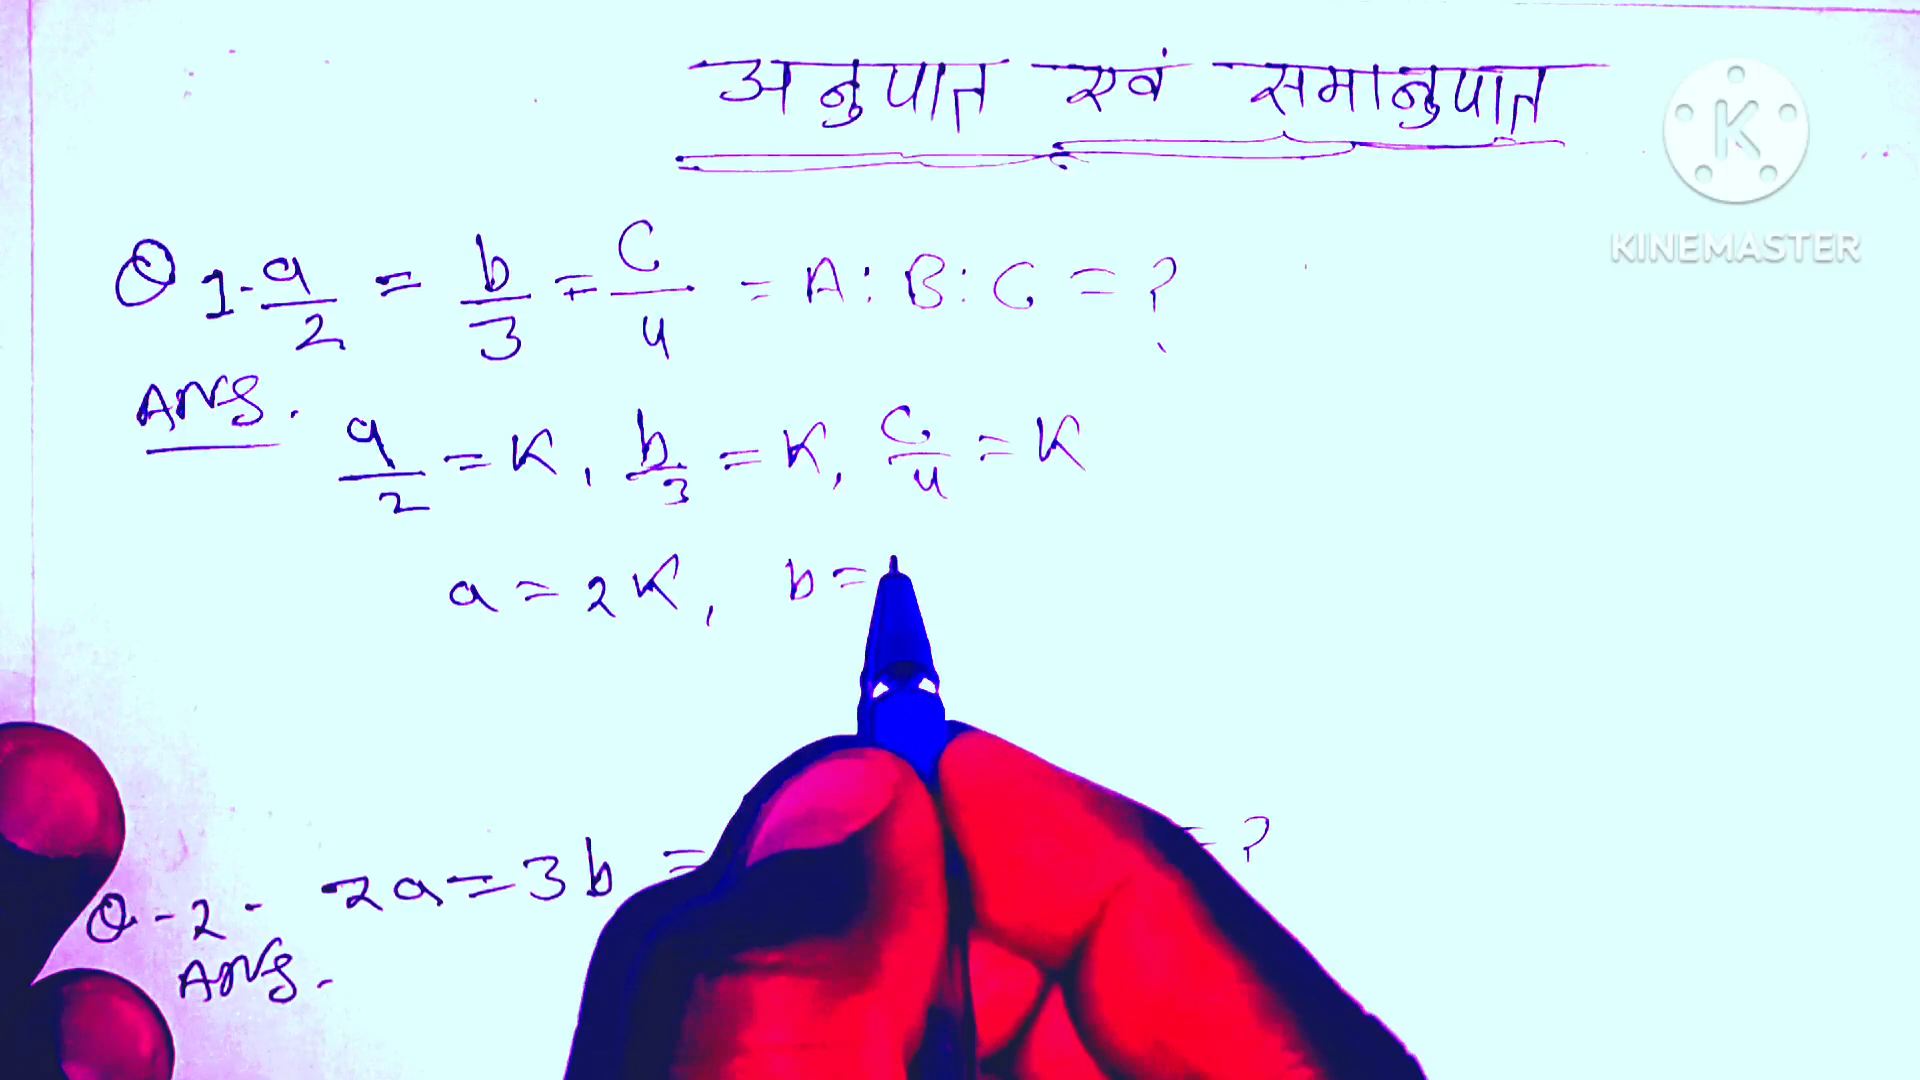 अनुपात एवं समानुपात
K
KINEMASTER
Q 1- a/2 = b/3 = C/4 = A : B : C = ?
Ans.
a/2 = K, b/3 = K, C/4 = K
a = 2K, b =
Q-2- 2a = 3b = = ?
Ans.